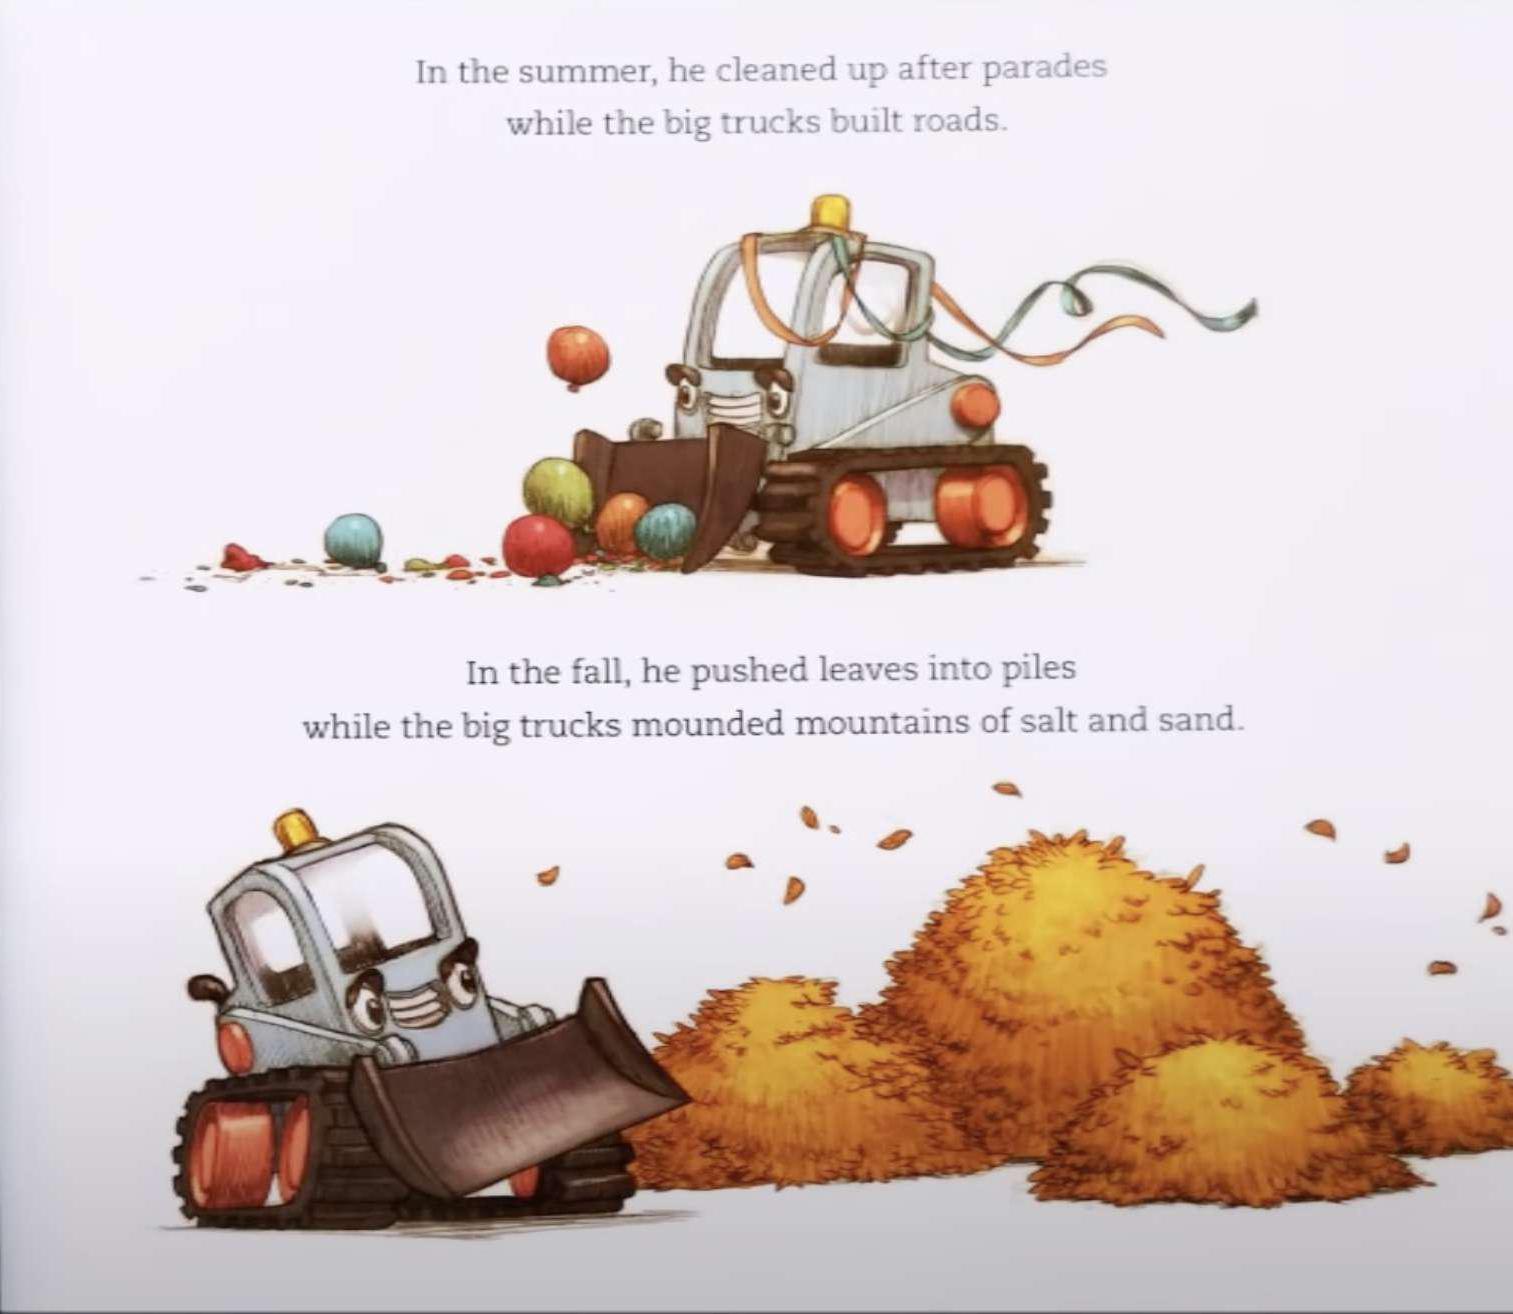 In the summer, he cleaned up after parades
while the big trucks built roads.
In the fall, he pushed leaves into piles
while the big trucks mounded mountains of salt and sand.